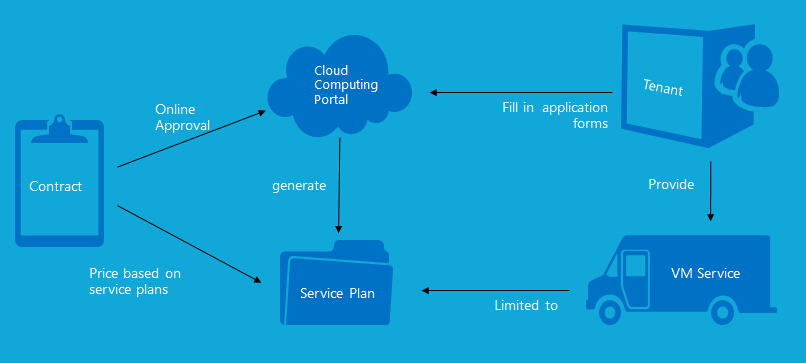 Cloud
Computing
Portal
Tenant
Online
Approval
Fill in application
forms
Contract
generate
Provide
Price based on
service plans
Service Plan
VM Service
Limited to